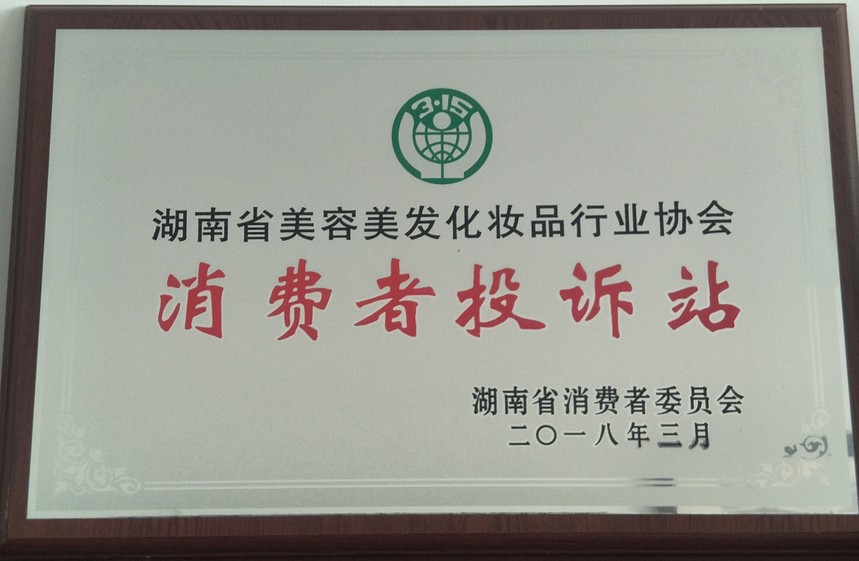 3·15
湖南省美容美发化妆品行业协会
消费者投诉站
湖南省消费者委员会
二〇一八年三月